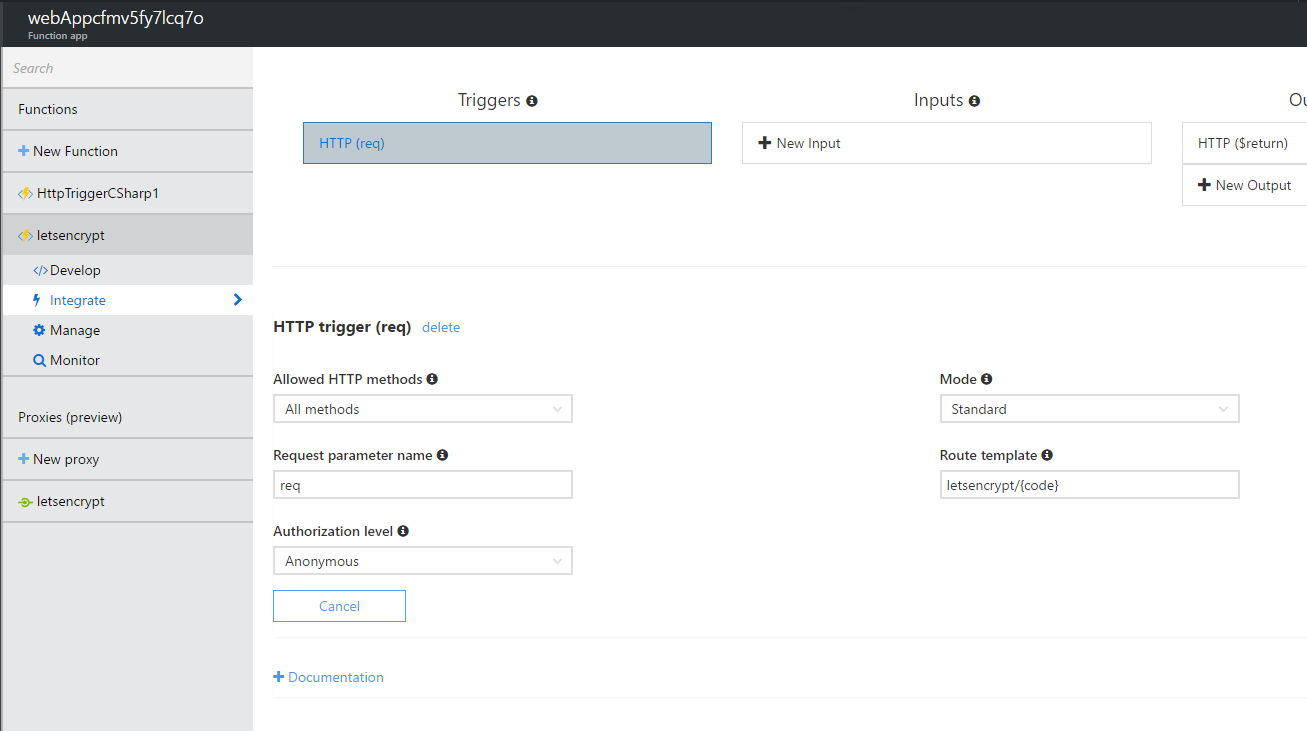 webAppcfmv5fy7lcq7o
Function app
Search
Functions
New Function
HttpTriggerCSharp1
letsencrypt
Develop
Integrate
Manage
Monitor
Proxies (preview)
New proxy
letsencrypt
Triggers
HTTP (req)
Inputs
New Input
Ou
HTTP ($return)
New Output
HTTP trigger (req) delete
Allowed HTTP methods
All methods
Mode
Standard
Request parameter name
req
Route template
letsencrypt/{code}
Authorization level
Anonymous
Cancel
Documentation